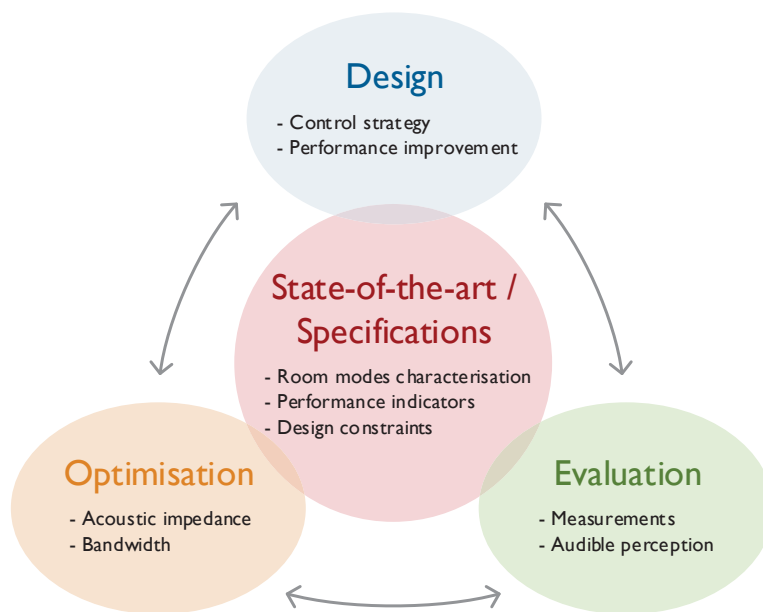 Design
- Control strategy
- Performance improvement
State-of-the-art /
Specifications
- Room modes characterisation
- Performance indicators
- Design constraints
Optimisation
- Acoustic impedance
- Bandwidth
Evaluation
- Measurements
- Audible perception